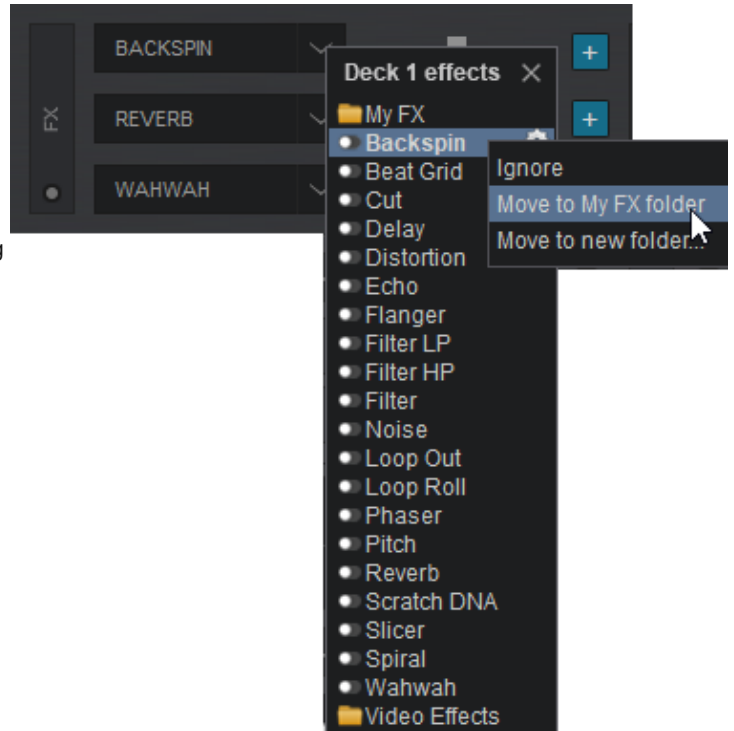 BACKSPIN
Deck 1 effects
+
FX
REVERB
My FX
+
Backspin
Ignore
Beat Grid
WAHWAH
Cut
Move to My FX folder
Delay
Move to new folder...
g
Distortion
Echo
Flanger
Filter LP
Filter HP
Filter
Noise
Loop Out
Loop Roll
Phaser
Pitch
Reverb
Scratch DNA
Slicer
Spiral
Wahwah
Video Effects